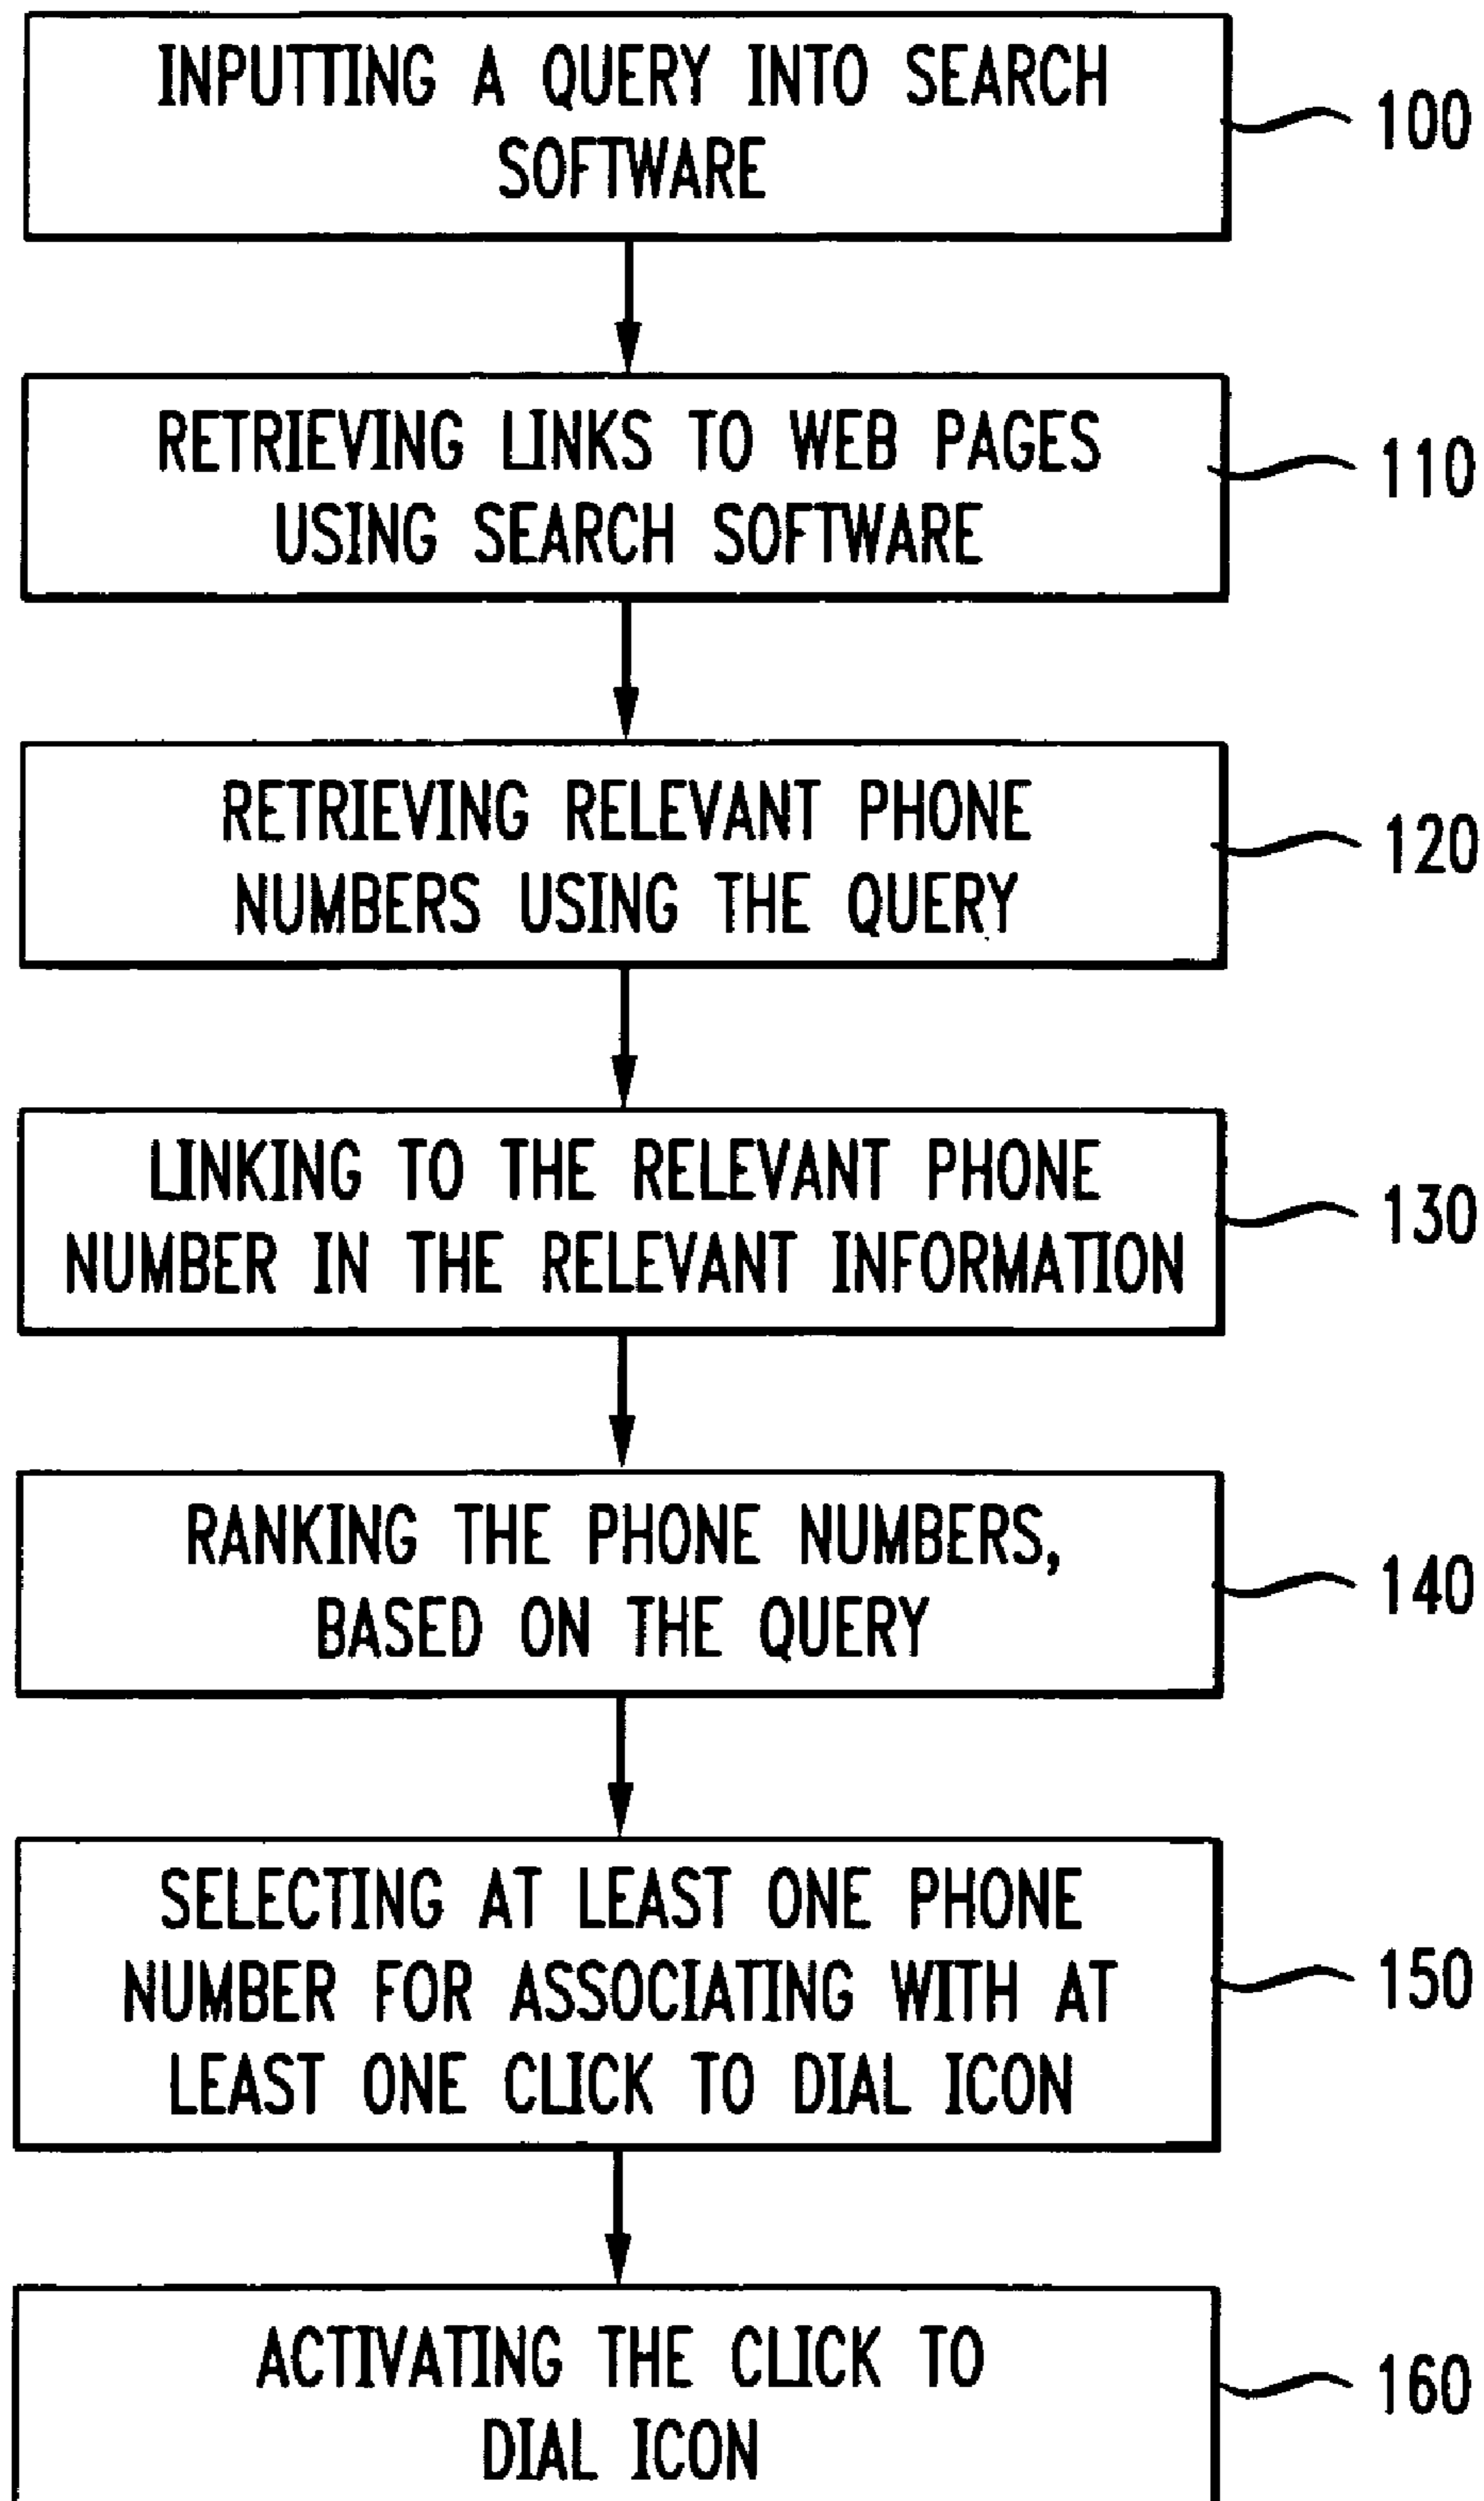 INPUTTING A QUERY INTO SEARCH
SOFTWARE
100
RETRIEVING LINKS TO WEB PAGES
USING SEARCH SOFTWARE
110
RETRIEVING RELEVANT PHONE
NUMBERS USING THE QUERY
120
LINKING TO THE RELEVANT PHONE
NUMBER IN THE RELEVANT INFORMATION
130
RANKING THE PHONE NUMBERS,
BASED ON THE QUERY
140
SELECTING AT LEAST ONE PHONE
NUMBER FOR ASSOCIATING WITH AT
LEAST ONE CLICK TO DIAL ICON
150
ACTIVATING THE CLICK TO
DIAL ICON
160